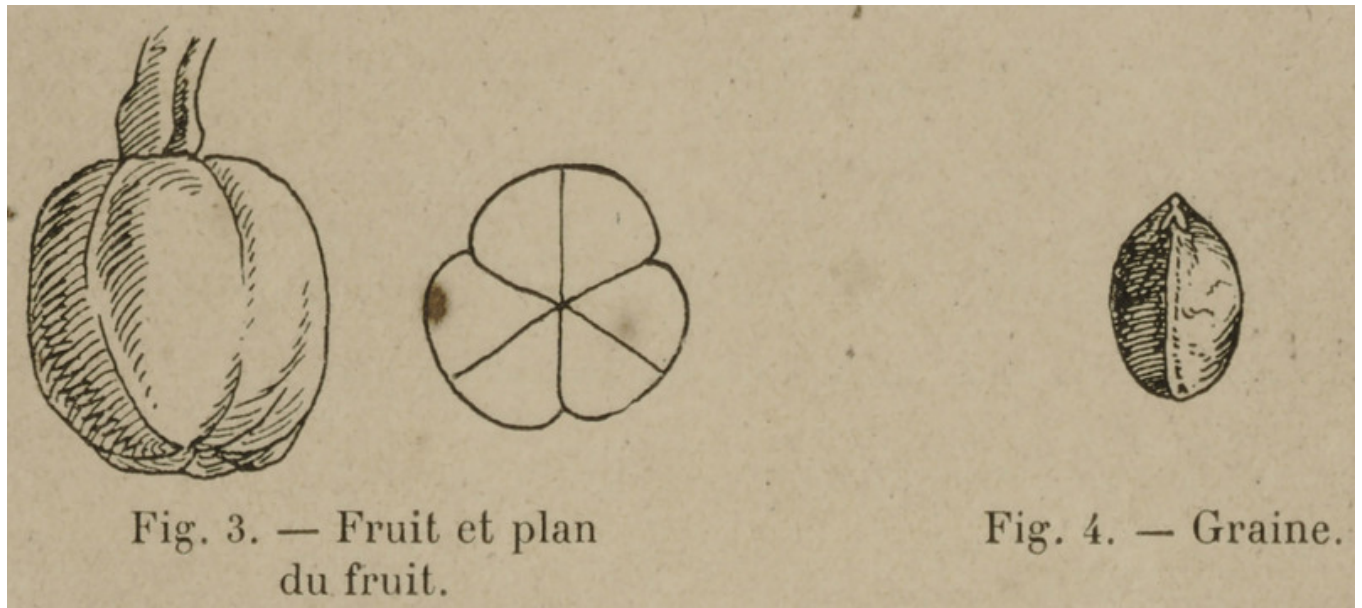 Fig. 3. — Fruit et plan
du fruit.
Fig. 4. — Graine.